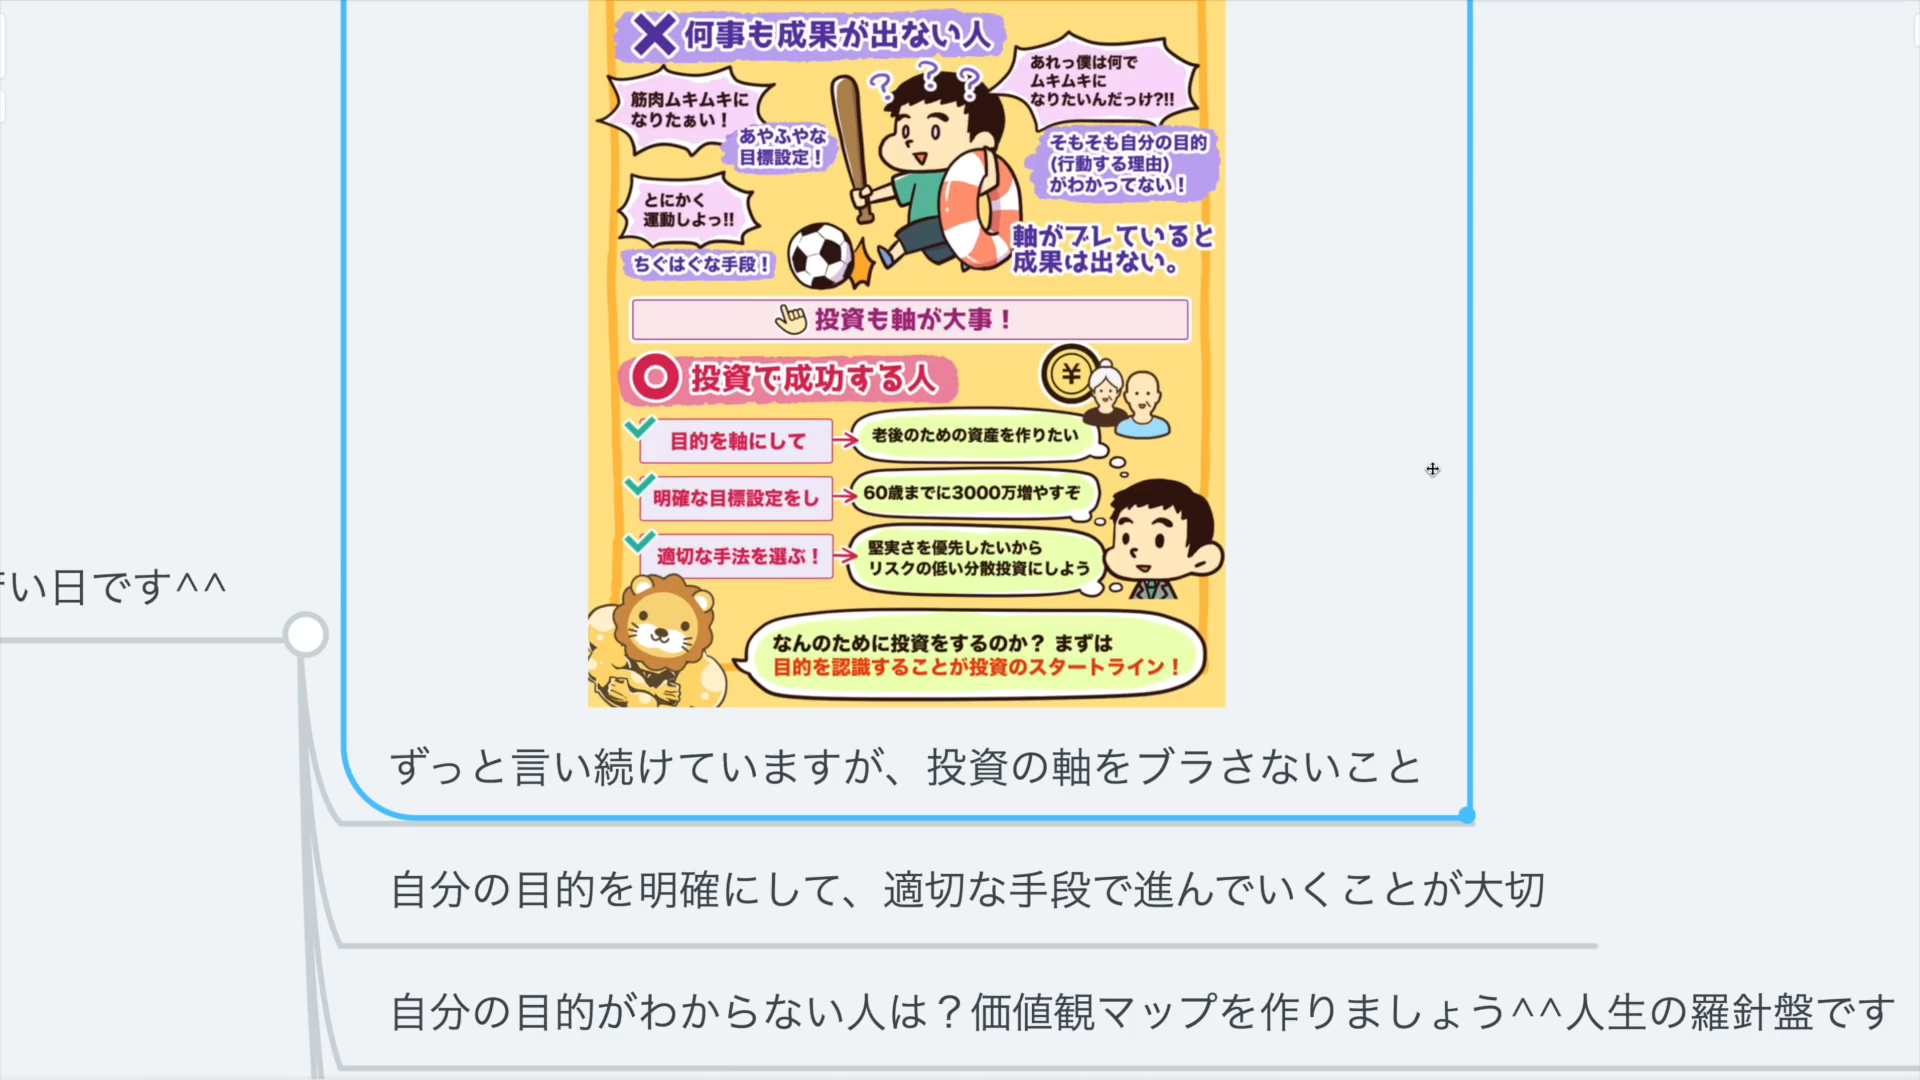 何事も成果が出ない人
筋肉ムキムキに
なりたぁい！
あやふやな
目標設定！
? ? ?
あれっ僕は何で
ムキムキに
なりたいんだっけ?!!
そもそも自分の目的
(行動する理由)
がわかってない！
とにかく
運動しよっ!!
ちぐはぐな手段！
軸がブレていると
成果は出ない。
投資も軸が大事！
投資で成功する人
¥
目的を軸にして
老後のための資産を作りたい
明確な目標設定をし
60歳までに3000万増やすぞ
適切な手法を選ぶ！
堅実さを優先したいから
リスクの低い分散投資にしよう
なんのために投資をするのか？ まずは
目的を認識することが投資のスタートライン！
い日です^^
ずっと言い続けていますが、投資の軸をブラさないこと
自分の目的を明確にして、適切な手段で進んでいくことが大切
自分の目的がわからない人は？価値観マップを作りましょう^^人生の羅針盤です